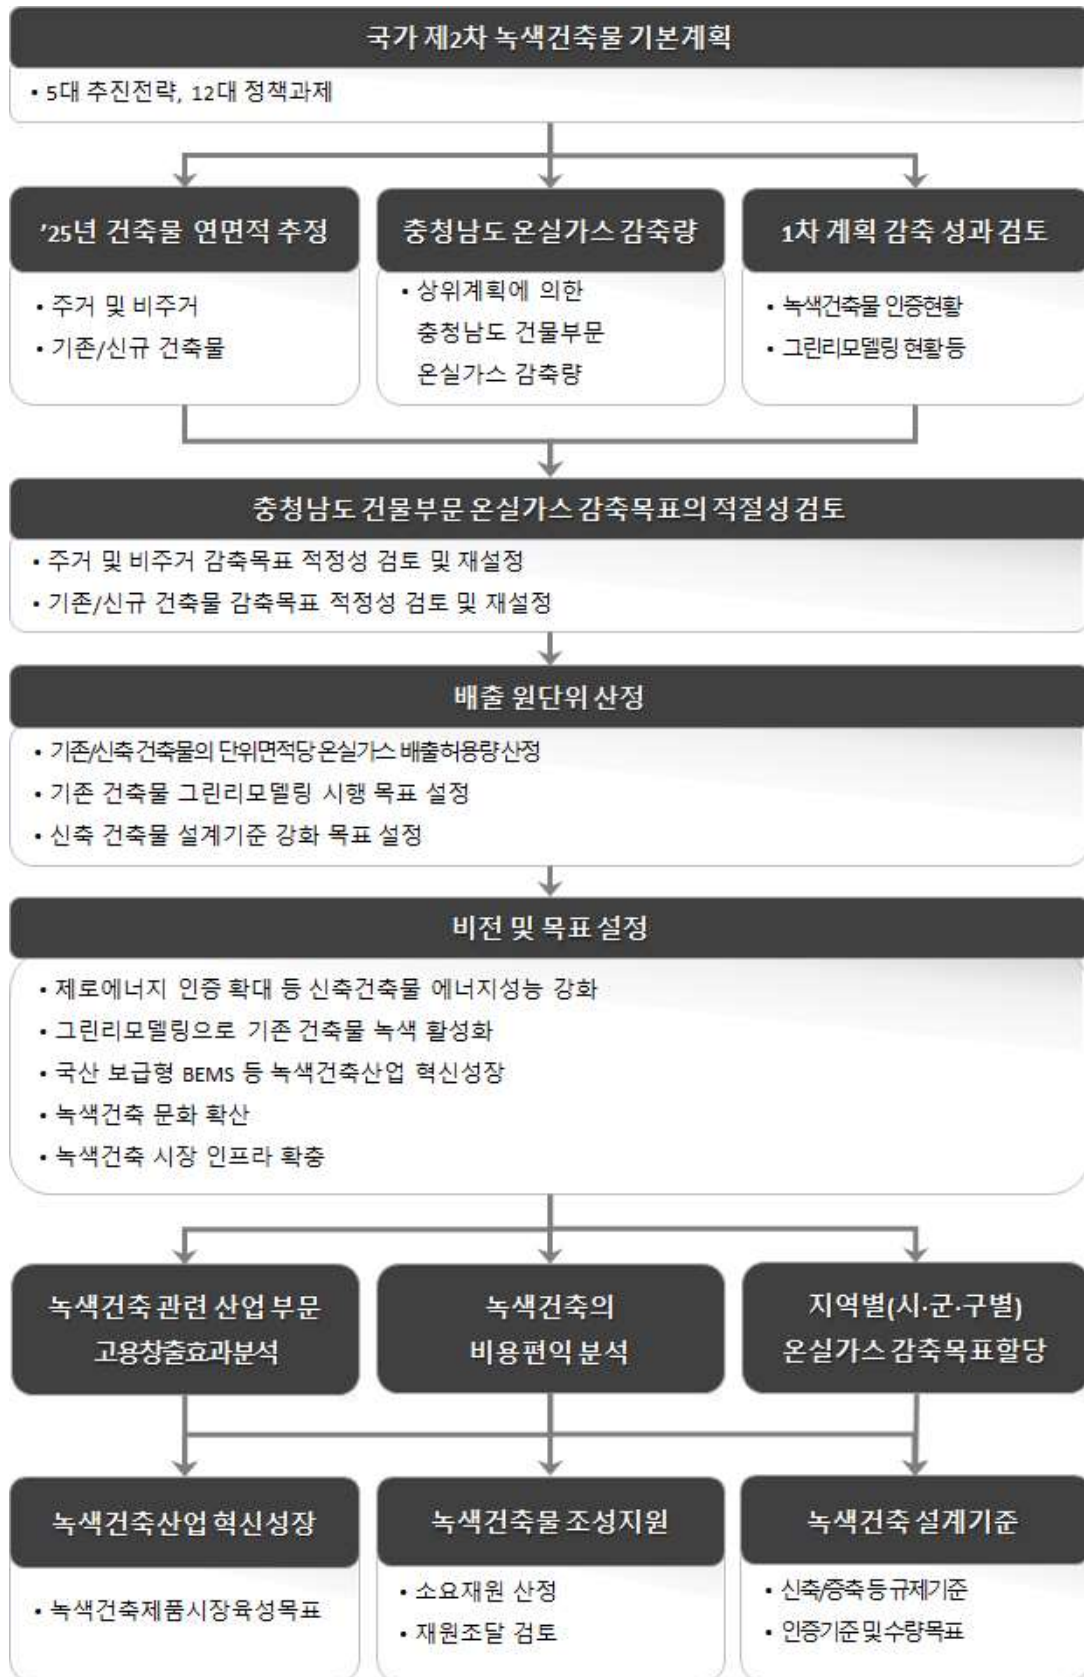 국가 제2차 녹색건축물 기본계획
• 5대 추진전략, 12대 정책과제
'25년 건축물 연면적 추정
• 주거 및 비주거
• 기존/신규 건축물
충청남도 온실가스 감축량
• 상위계획에 의한
충청남도 건물부문
온실가스 감축량
1차 계획 감축 성과 검토
• 녹색건축물 인증현황
• 그린리모델링 현황 등
충청남도 건물부문 온실가스 감축목표의 적절성 검토
• 주거 및 비주거 감축목표 적정성 검토 및 재설정
• 기존/신규 건축물 감축목표 적정성 검토 및 재설정
배출 원단위 산정
• 기존/신축 건축물의 단위면적당 온실가스 배출허용량 산정
• 기존 건축물 그린리모델링 시행 목표 설정
• 신축 건축물 설계기준 강화 목표 설정
비전 및 목표 설정
• 제로에너지 인증 확대 등 신축건축물 에너지성능 강화
• 그린리모델링으로 기존 건축물 녹색 활성화
• 국산 보급형 BEMS 등 녹색건축산업 혁신성장
• 녹색건축 문화 확산
• 녹색건축 시장 인프라 확충
녹색건축 관련 산업 부문
고용창출효과분석
녹색건축의
비용편익 분석
지역별(시·군·구별)
온실가스 감축목표할당
녹색건축산업 혁신성장
• 녹색건축제품시장육성목표
녹색건축물 조성지원
• 소요재원 산정
• 재원조달 검토
녹색건축 설계기준
• 신축/증축 등 규제기준
• 인증기준 및 수량목표